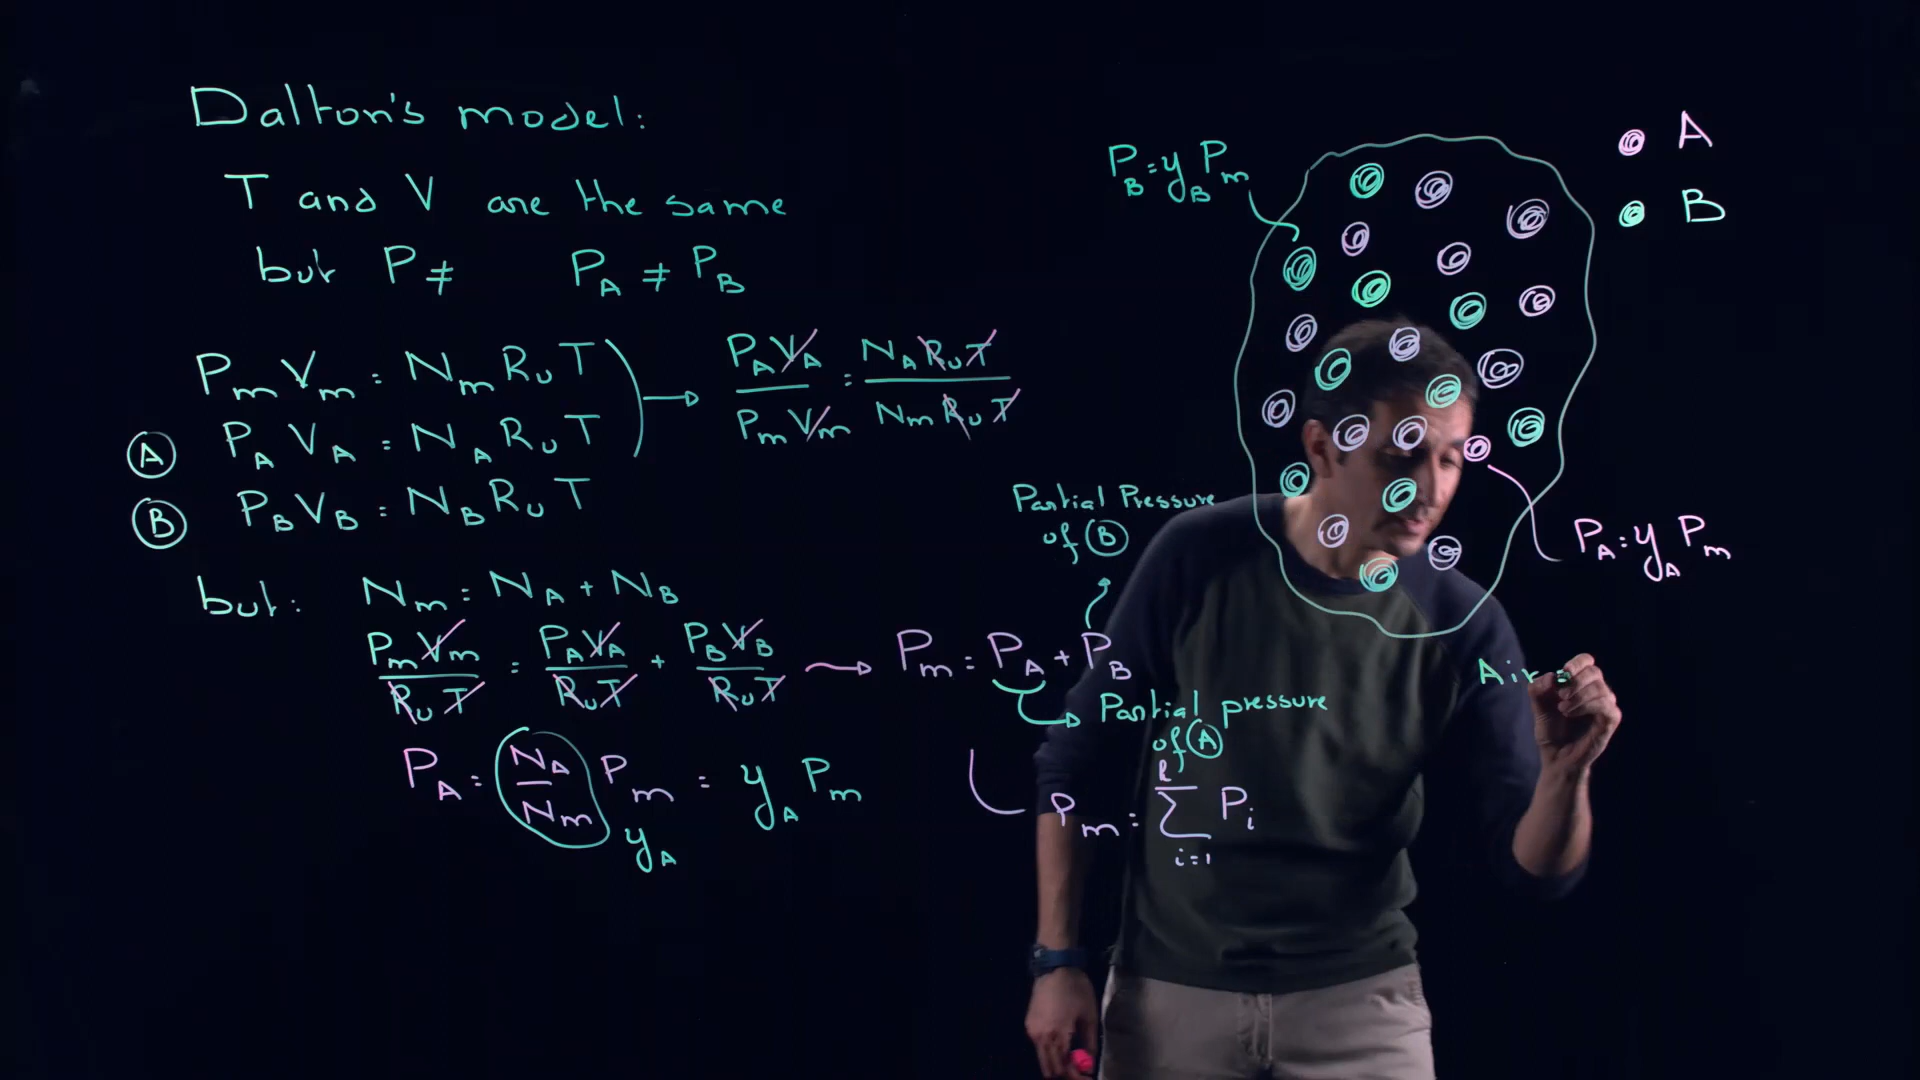 Dalton's model:
T and V are the same
but P ≠ P_A ≠ P_B
P_m V_m = N_m R_u T
Ⓐ P_A V_A = N_A R_u T
Ⓑ P_B V_B = N_B R_u T
→ P_A V_A / P_m V_m = N_A R_u T / N_m R_u T
but: N_m = N_A + N_B
P_m V_m / R_u T = P_A V_A / R_u T + P_B V_B / R_u T → P_m = P_A + P_B
Partial Pressure
of Ⓑ
Partial pressure
of Ⓐ
P_A = N_A / N_m P_m = y_A P_m
y_A
P_m = Σ_{i=1}^{k} P_i
P_B = y_B P_m
A
B
P_A = y_A P_m
Air =